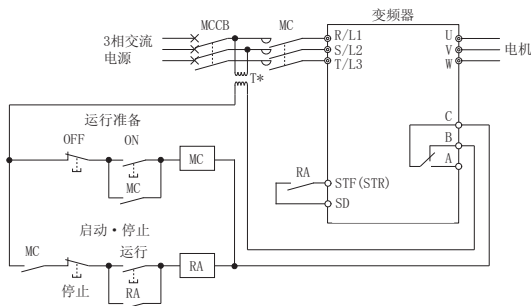 变频器
MCCB
MC
3相交流
电源
R/L1
S/L2
T/L3
U
V
W
电机
T*
运行准备
OFF
ON
MC
MC
C
B
A
RA
STF(STR)
SD
启动·停止
MC
运行
RA
停止
RA